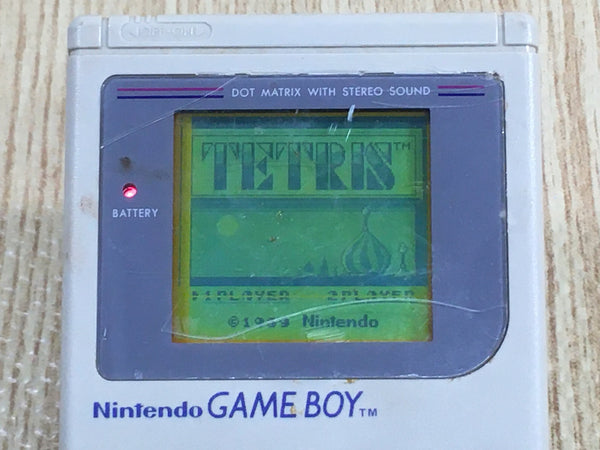 DOT MATRIX WITH STEREO SOUND
TETRIS™
BATTERY
▶1PLAYER 2PLAYER
©1989 Nintendo
Nintendo GAME BOY™